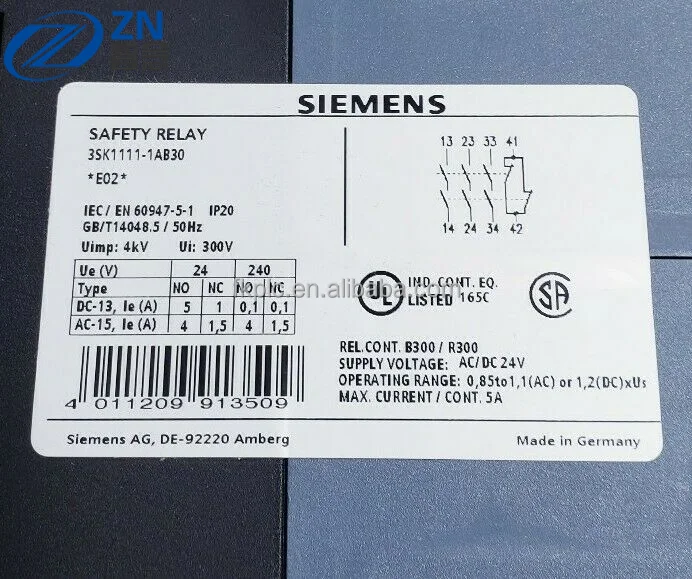 ZN
SIEMENS
SAFETY RELAY
3SK1111-1AB30
*E02*
IEC / EN 60947-5-1 IP20
GB/T14048.5 / 50Hz
Uimp: 4kV Ui: 300V
Ue (V) 24 240
Type NO NC NO NC
DC-13, Ie (A) 5 1 0,1 0,1
AC-15, Ie (A) 4 1,5 4 1,5
13 23 33 41
14 24 34 42
UL IND. CONT. EQ.
LISTED 165C
SA
REL.CONT. B300 / R300
SUPPLY VOLTAGE: AC/DC 24V
OPERATING RANGE: 0,85to1,1(AC) or 1,2(DC)xUs
MAX. CURRENT / CONT. 5A
4 011209 913509
Siemens AG, DE-92220 Amberg
Made in Germany
fkplc.en.alibaba.com